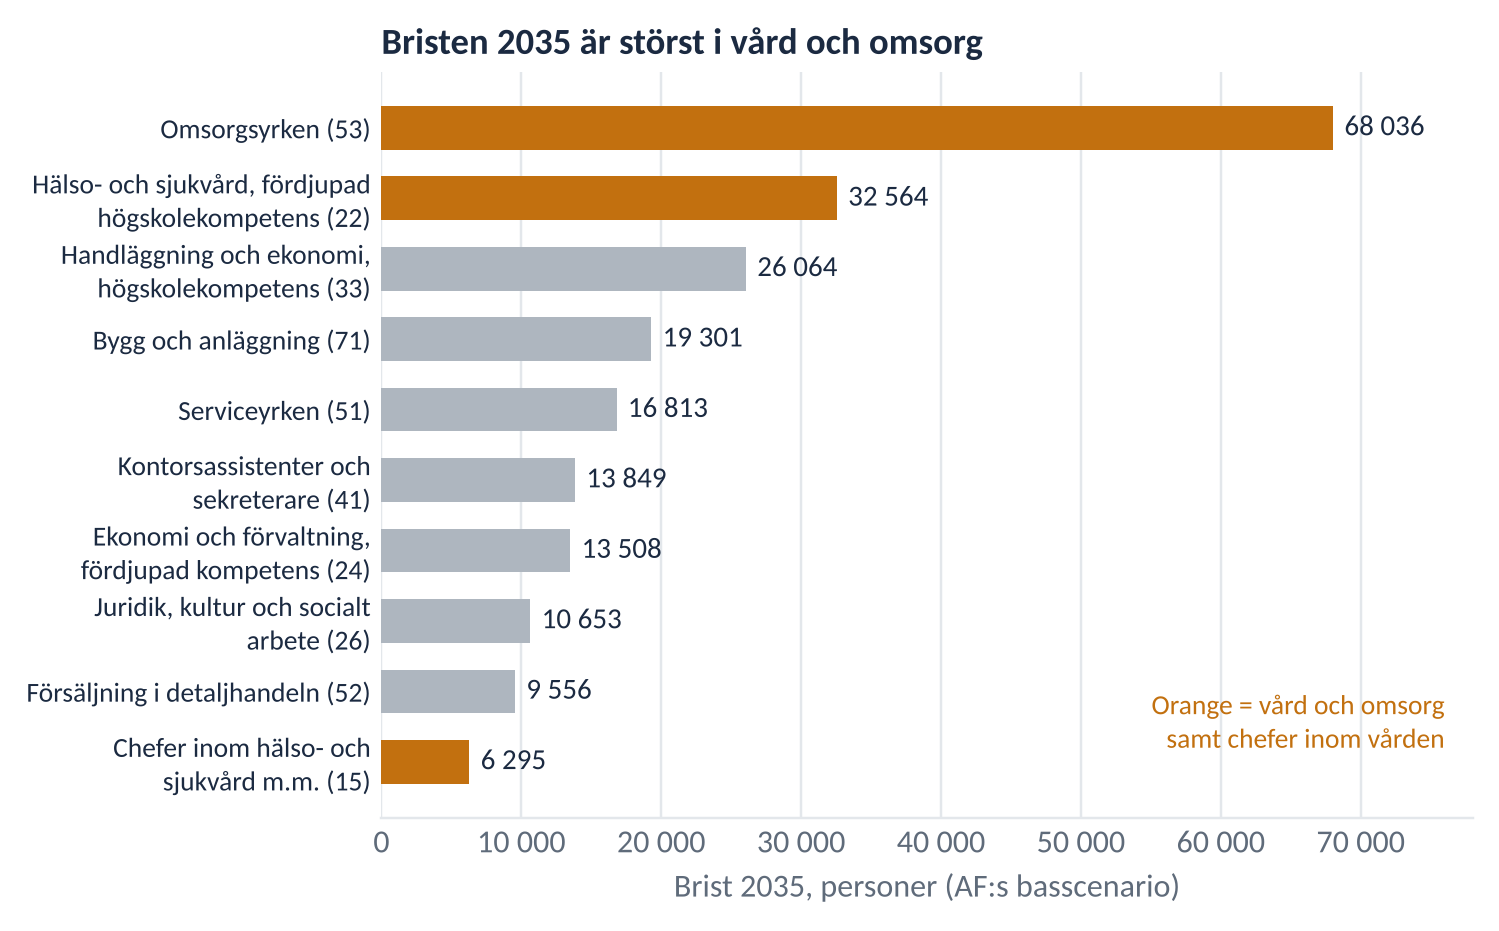 Bristen 2035 är störst i vård och omsorg
Omsorgsyrken (53)
68 036
Hälso- och sjukvård, fördjupad
högskolekompetens (22)
32 564
Handläggning och ekonomi,
högskolekompetens (33)
26 064
Bygg och anläggning (71)
19 301
Serviceyrken (51)
16 813
Kontorsassistenter och
sekreterare (41)
13 849
Ekonomi och förvaltning,
fördjupad kompetens (24)
13 508
Juridik, kultur och socialt
arbete (26)
10 653
Försäljning i detaljhandeln (52)
9 556
Chefer inom hälso- och
sjukvård m.m. (15)
6 295
Orange = vård och omsorg
samt chefer inom vården
0 10 000 20 000 30 000 40 000 50 000 60 000 70 000
Brist 2035, personer (AF:s basscenario)